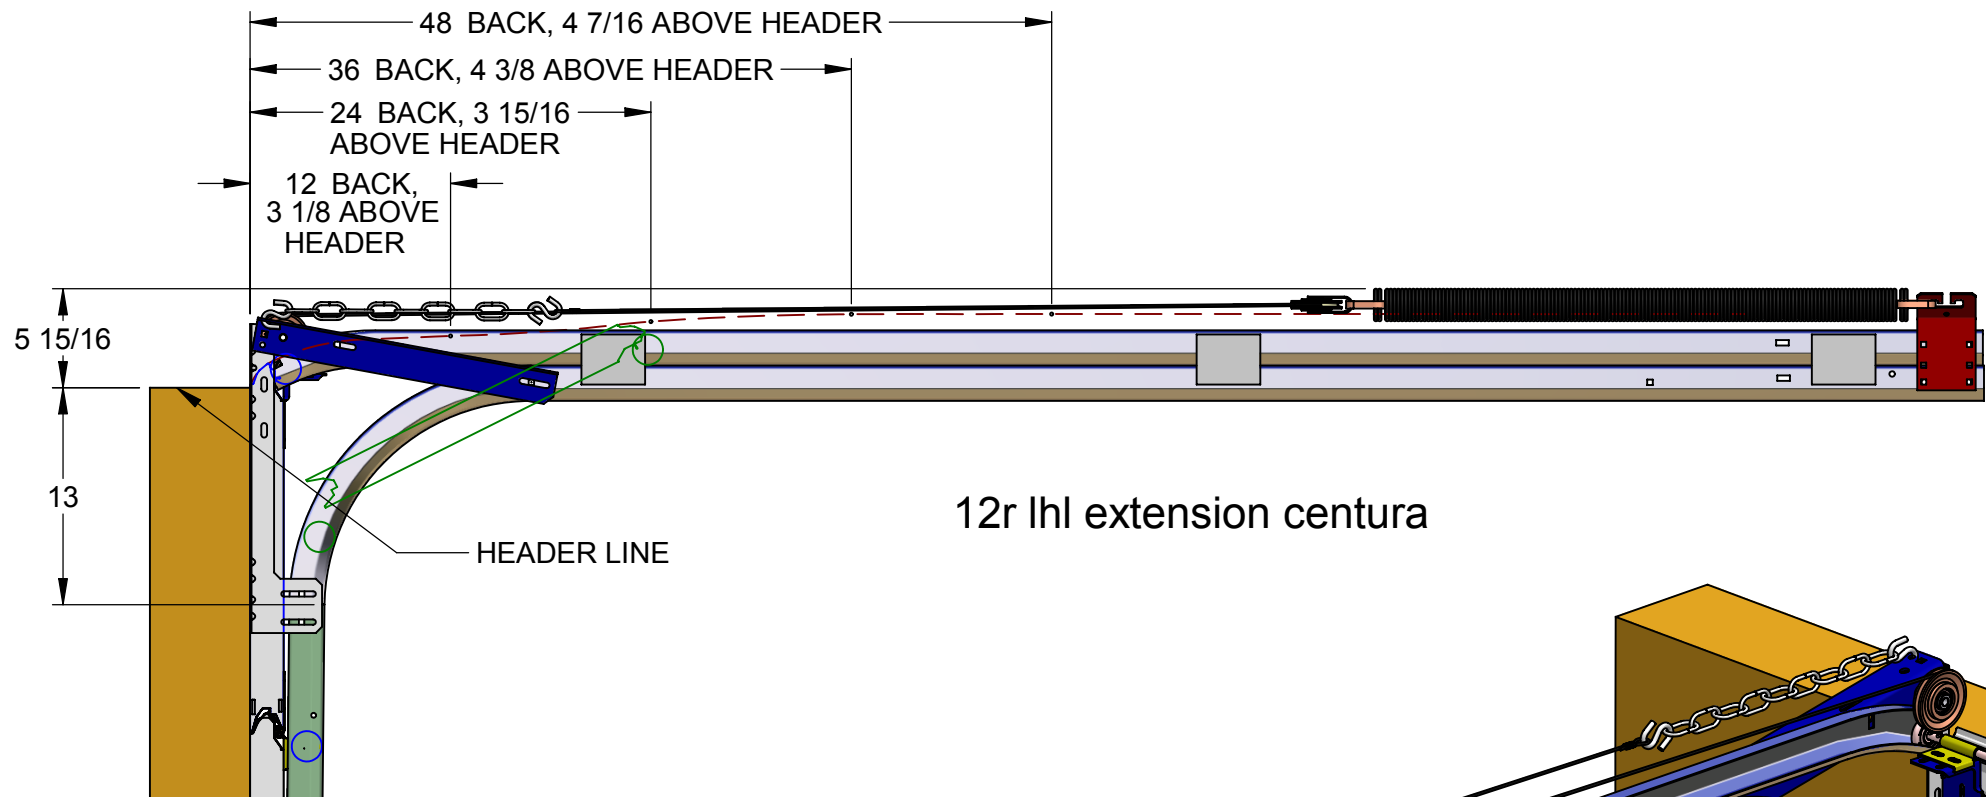 48 BACK, 4 7/16 ABOVE HEADER
36 BACK, 4 3/8 ABOVE HEADER
24 BACK, 3 15/16
ABOVE HEADER
12 BACK,
3 1/8 ABOVE
HEADER
5 15/16
13
HEADER LINE
12r lhl extension centura